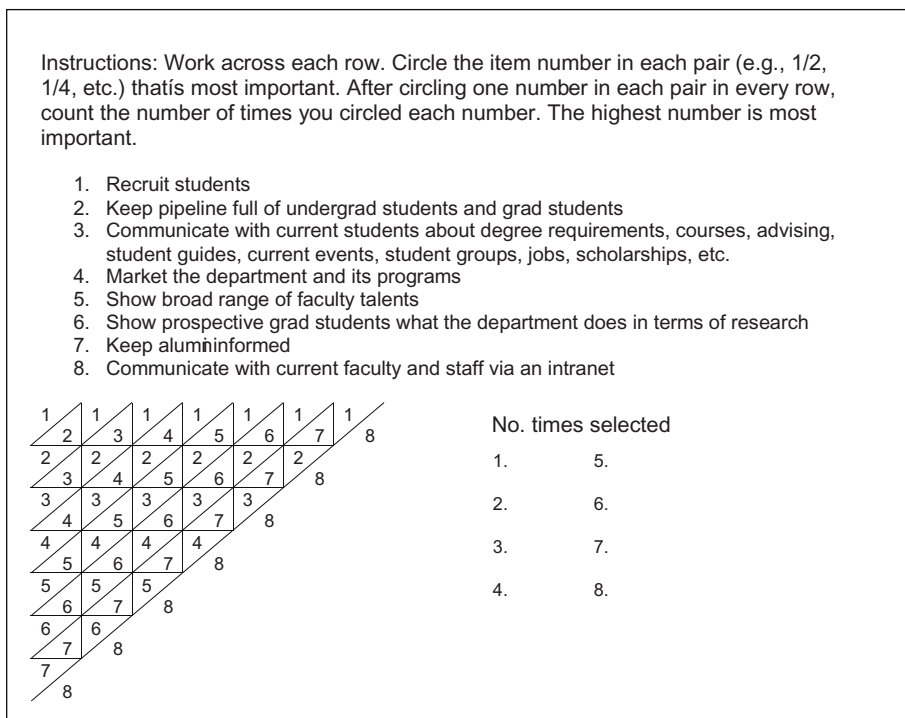 Instructions: Work across each row. Circle the item number in each pair (e.g., 1/2,
1/4, etc.) thatís most important. After circling one number in each pair in every row,
count the number of times you circled each number. The highest number is most
important.
1. Recruit students
2. Keep pipeline full of undergrad students and grad students
3. Communicate with current students about degree requirements, courses, advising,
student guides, current events, student groups, jobs, scholarships, etc.
4. Market the department and its programs
5. Show broad range of faculty talents
6. Show prospective grad students what the department does in terms of research
7. Keep alumni informed
8. Communicate with current faculty and staff via an intranet
1 1 1 1 1 1 1
2 3 4 5 6 7 8
2 2 2 2 2 2
3 4 5 6 7 8
3 3 3 3 3
4 5 6 7 8
4 4 4 4
5 6 7 8
5 5 5
6 7 8
6 6
7 8
7
8
No. times selected
1. 5.
2. 6.
3. 7.
4. 8.